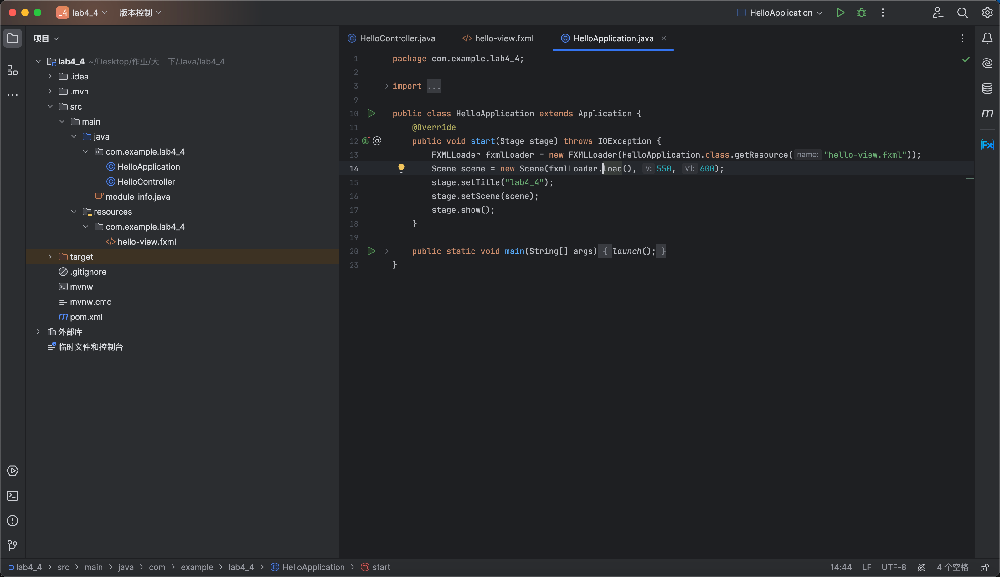 L4 lab4_4 版本控制 HelloApplication
项目
lab4_4 ~/Desktop/作业/大二下/Java/lab4_4
.idea
.mvn
src
main
java
com.example.lab4_4
HelloApplication
HelloController
module-info.java
resources
com.example.lab4_4
hello-view.fxml
target
.gitignore
mvnw
mvnw.cmd
m pom.xml
外部库
临时文件和控制台
HelloController.java hello-view.fxml HelloApplication.java
1 package com.example.lab4_4;
2
3 import ...
9
10 public class HelloApplication extends Application {
11 @Override
12 public void start(Stage stage) throws IOException {
13 FXMLLoader fxmlLoader = new FXMLLoader(HelloApplication.class.getResource( name: "hello-view.fxml"));
14 Scene scene = new Scene(fxmlLoader.load(), v: 550, v1: 600);
15 stage.setTitle("lab4_4");
16 stage.setScene(scene);
17 stage.show();
18 }
19
20 public static void main(String[] args) { launch(); }
23 }
m
Fx
lab4_4 > src > main > java > com > example > lab4_4 > HelloApplication > start 14:44 LF UTF-8 4 个空格